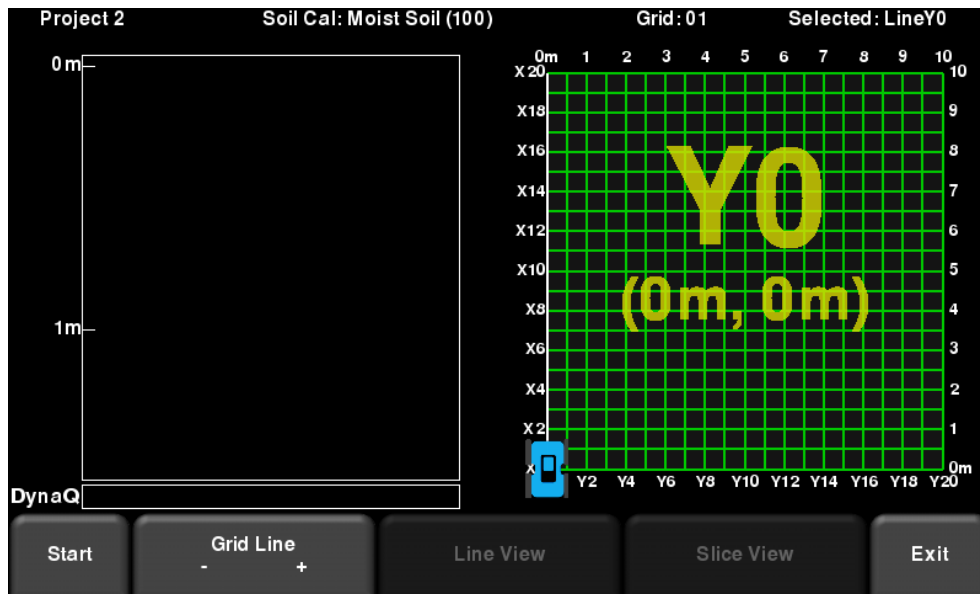 Project 2 Soil Cal: Moist Soil (100) Grid: 01 Selected: LineY0
0m
1m
DynaQ
0m 1 2 3 4 5 6 7 8 9 10
X20 10
X18 9
X16 8
X14 7
X12 6
X10 5
X8 4
X6 3
X4 2
X2 1
X 0m
Y2 Y4 Y6 Y8 Y10 Y12 Y14 Y16 Y18 Y20
Y0
(0m, 0m)
Start
Grid Line
- +
Line View
Slice View
Exit